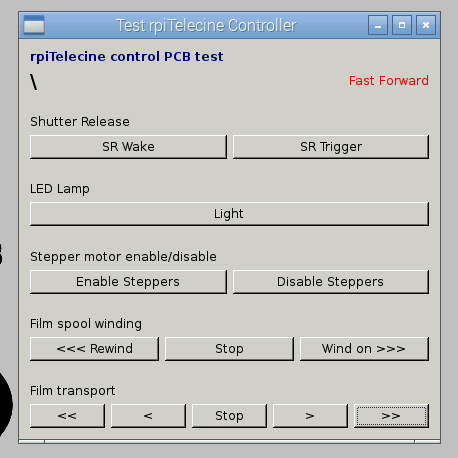 Test rpiTelecine Controller
rpiTelecine control PCB test
\ Fast Forward
Shutter Release
SR Wake SR Trigger
LED Lamp
Light
Stepper motor enable/disable
Enable Steppers Disable Steppers
Film spool winding
<<< Rewind Stop Wind on >>>
Film transport
<< < Stop > >>